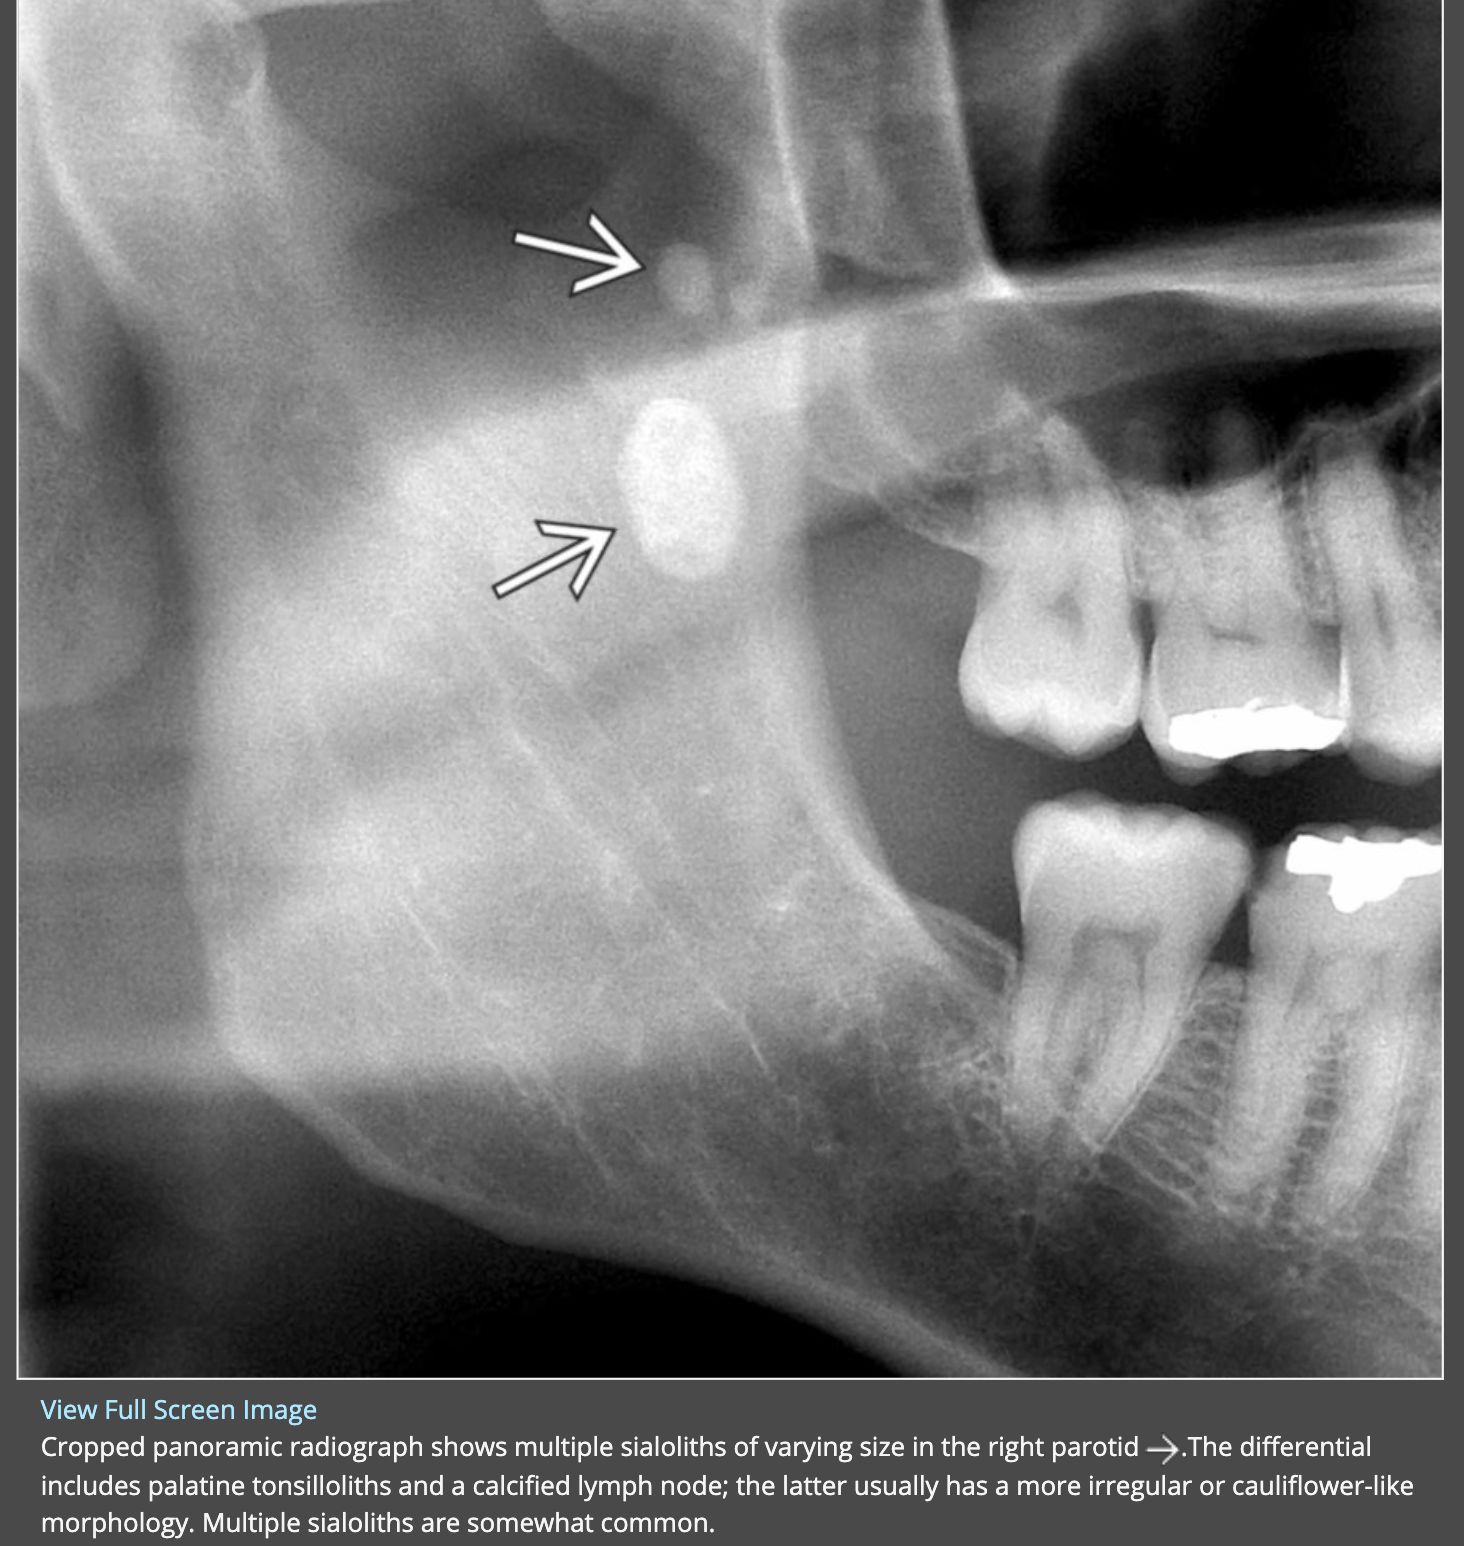 View Full Screen Image
Cropped panoramic radiograph shows multiple sialoliths of varying size in the right parotid →.The differential
includes palatine tonsilloliths and a calcified lymph node; the latter usually has a more irregular or cauliflower-like
morphology. Multiple sialoliths are somewhat common.